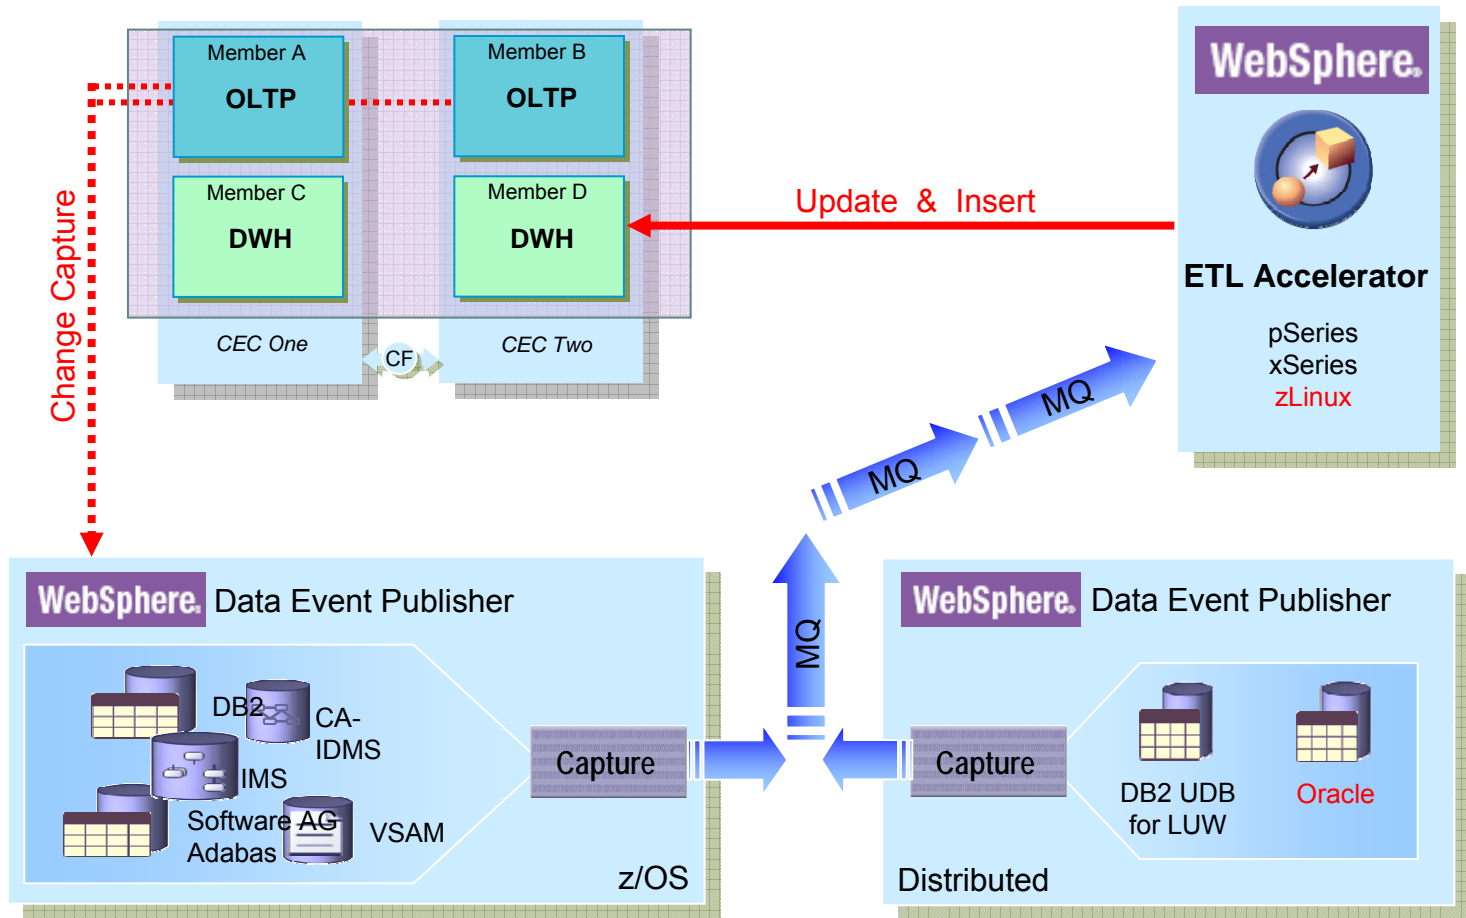 Member A
OLTP
Member B
OLTP
Member C
DWH
Member D
DWH
CEC One
CF
CEC Two
Change Capture
Update & Insert
WebSphere.
ETL Accelerator
pSeries
xSeries
zLinux
MQ
MQ
MQ
WebSphere. Data Event Publisher
DB2
CA-
IDMS
IMS
Software AG
Adabas
VSAM
Capture
z/OS
WebSphere. Data Event Publisher
Capture
DB2 UDB
for LUW
Oracle
Distributed